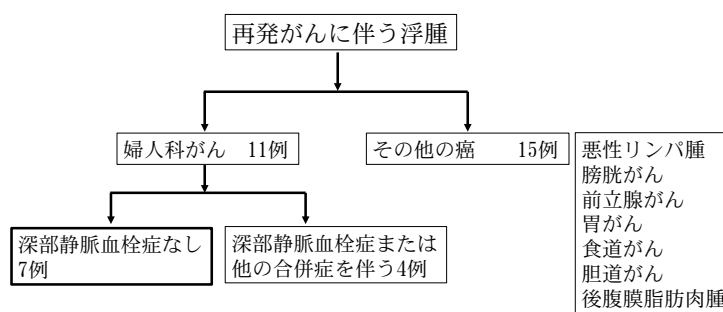 再発がんに伴う浮腫
婦人科がん 11例
その他の癌 15例
悪性リンパ腫
膀胱がん
前立腺がん
胃がん
食道がん
胆道がん
後腹膜脂肪肉腫
深部静脈血栓症なし
7例
深部静脈血栓症または
他の合併症を伴う4例